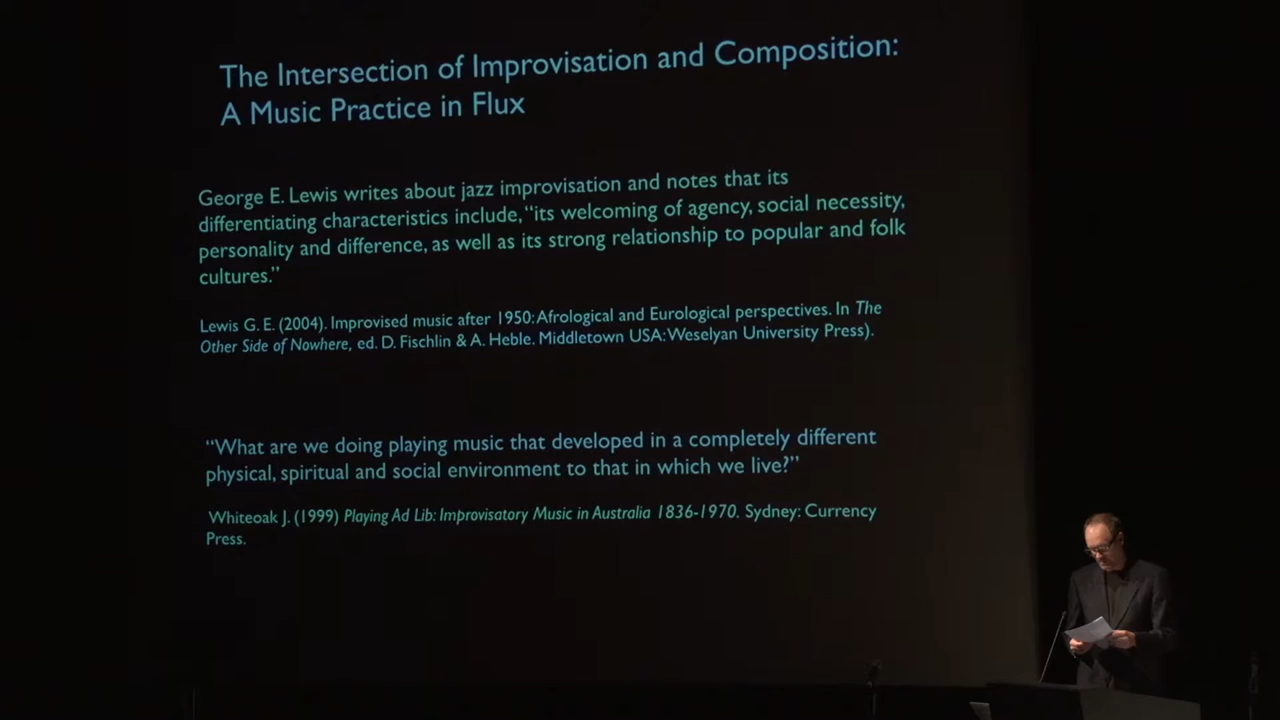 The Intersection of Improvisation and Composition:
A Music Practice in Flux
George E. Lewis writes about jazz improvisation and notes that its
differentiating characteristics include, “its welcoming of agency, social necessity,
personality and difference, as well as its strong relationship to popular and folk
cultures.”
Lewis G. E. (2004). Improvised music after 1950: Afrological and Eurological perspectives. In The
Other Side of Nowhere, ed. D. Fischlin & A. Heble. Middletown USA: Weselyan University Press).
“What are we doing playing music that developed in a completely different
physical, spiritual and social environment to that in which we live?”
Whiteoak J. (1999) Playing Ad Lib: Improvisatory Music in Australia 1836-1970. Sydney: Currency
Press.